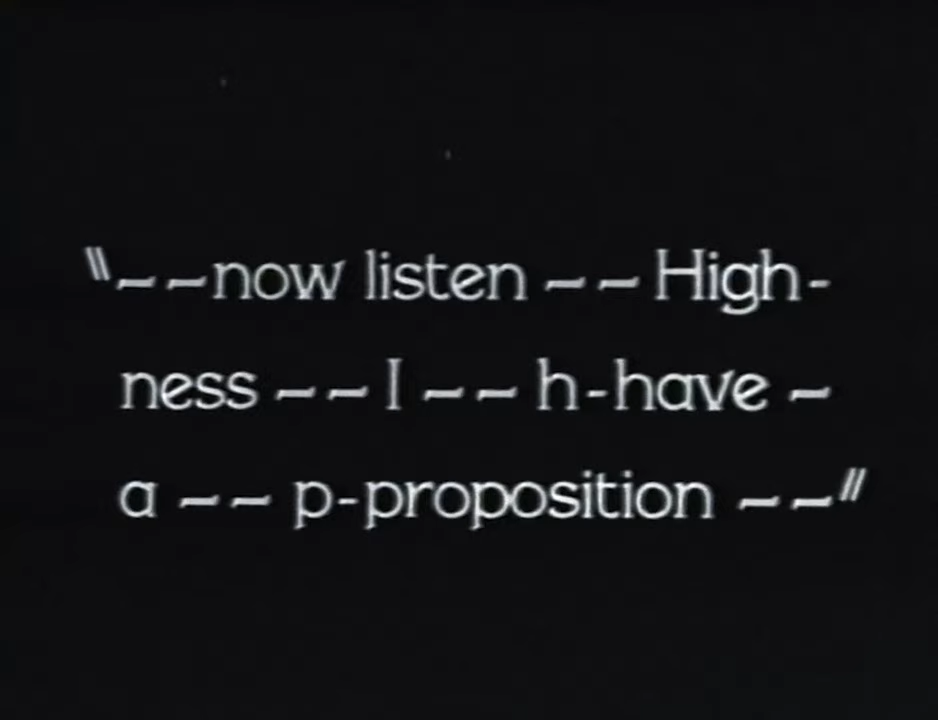 "--now listen -- High-
ness -- I -- h-have -
a -- p-proposition --"